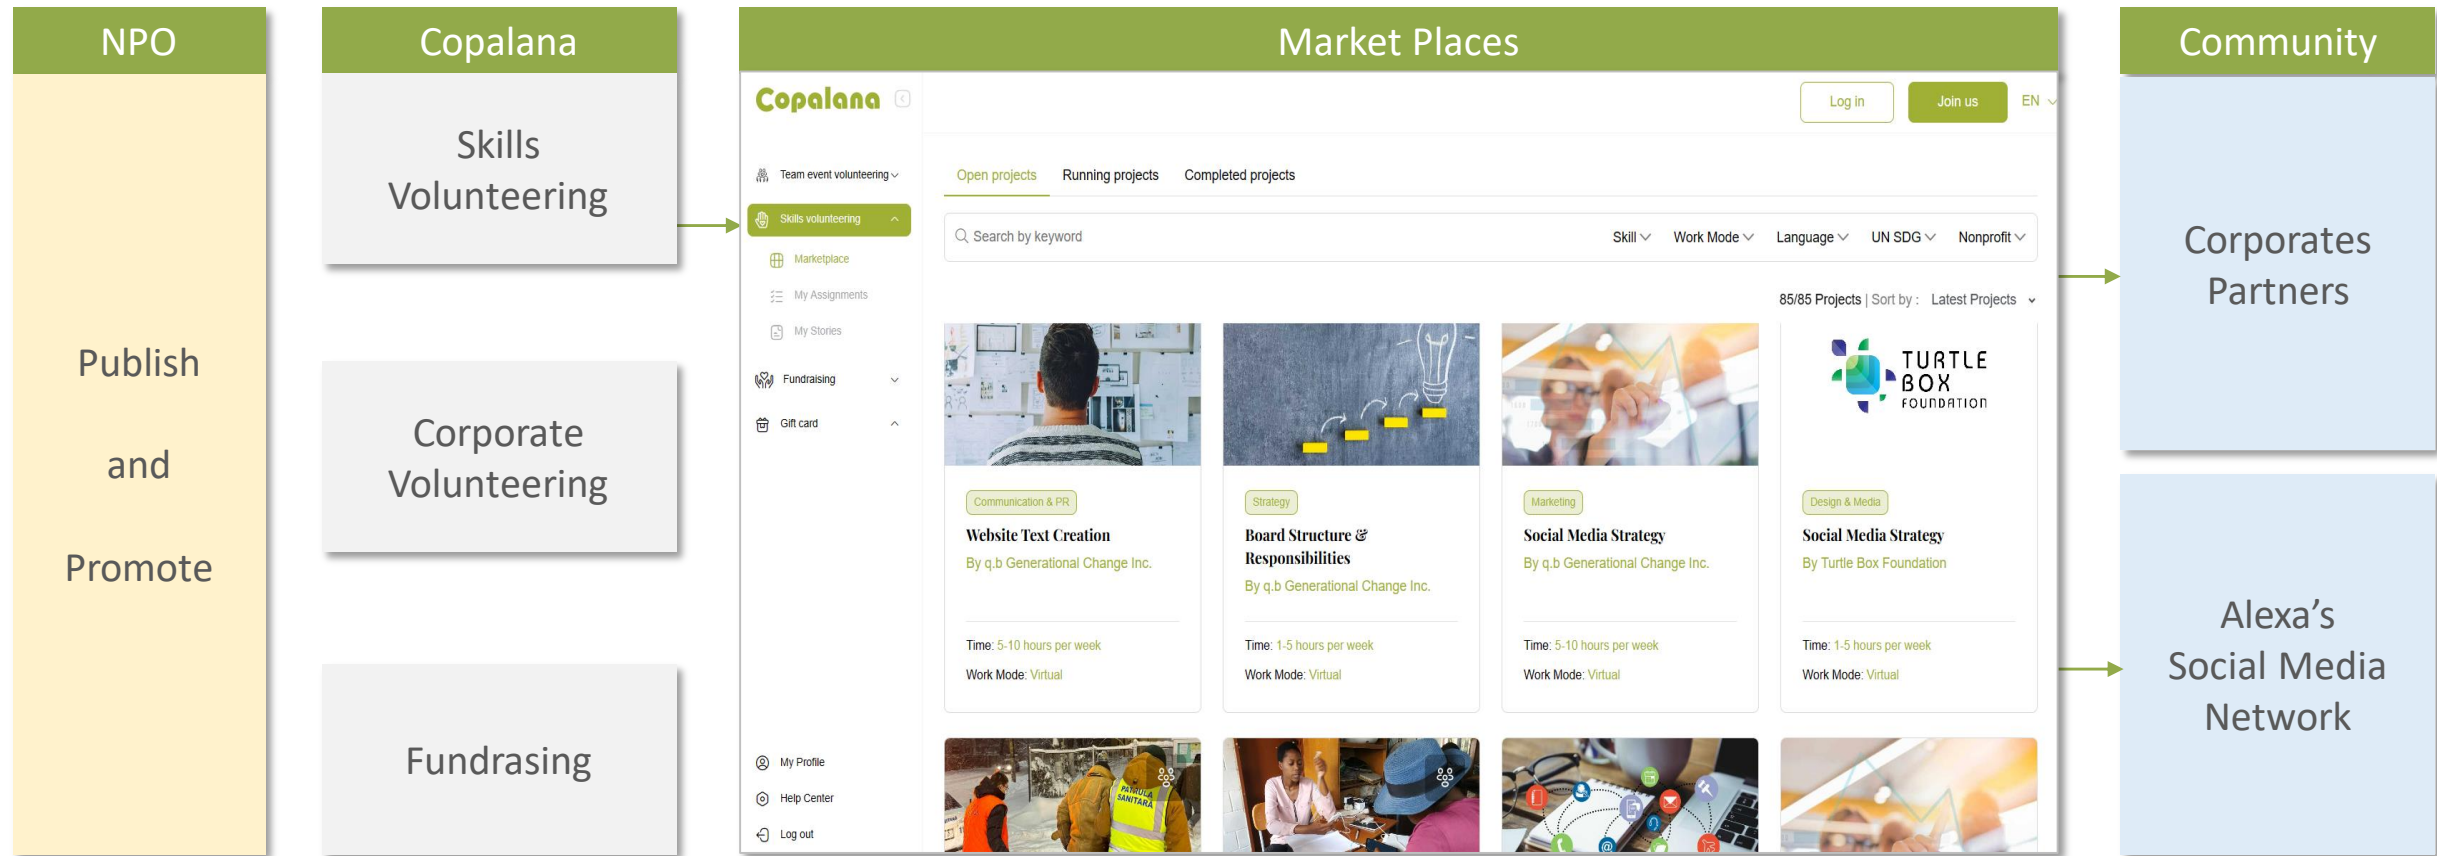 NPO
Publish
and
Promote
Copalana
Skills
Volunteering
Corporate
Volunteering
Fundrasing
Market Places
Copalana
Log in
Join us
EN
Team event volunteering
Skills volunteering
Marketplace
My Assignments
My Stories
Fundraising
Gift card
My Profile
Help Center
Log out
Open projects Running projects Completed projects
Search by keyword
Skill Work Mode Language UN SDG Nonprofit
85/85 Projects | Sort by : Latest Projects
Communication & PR
Website Text Creation
By q.b Generational Change Inc.
Time: 5-10 hours per week
Work Mode: Virtual
Strategy
Board Structure &
Responsibilities
By q.b Generational Change Inc.
Time: 1-5 hours per week
Work Mode: Virtual
Marketing
Social Media Strategy
By q.b Generational Change Inc.
Time: 5-10 hours per week
Work Mode: Virtual
TURTLE
BOX
FOUNDATION
Design & Media
Social Media Strategy
By Turtle Box Foundation
Time: 1-5 hours per week
Work Mode: Virtual
PATRULA
SANITARĂ
Community
Corporates
Partners
Alexa's
Social Media
Network